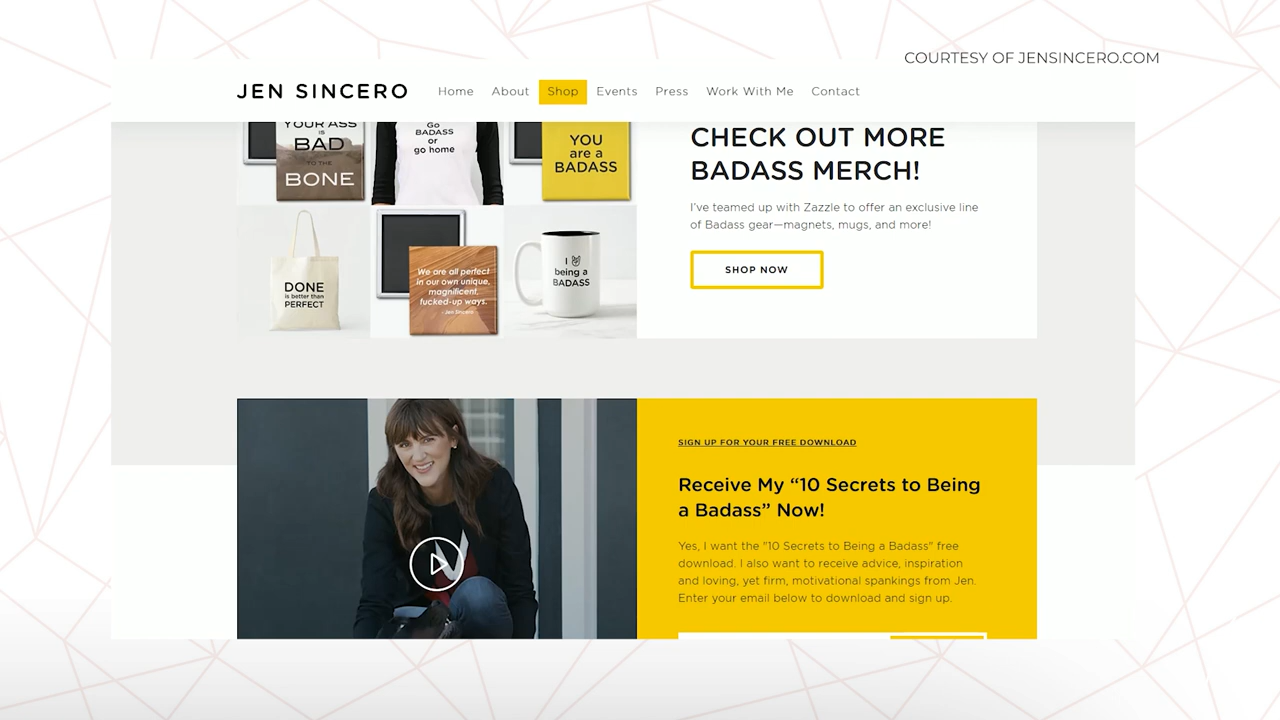 COURTESY OF JENSINCERO.COM
JEN SINCERO
Home About Shop Events Press Work With Me Contact
YOUR ASS
IS
BAD
TO THE
BONE
Go
BADASS
or
go home
YOU
are a
BADASS
CHECK OUT MORE
BADASS MERCH!
I've teamed up with Zazzle to offer an exclusive line
of Badass gear—magnets, mugs, and more!
SHOP NOW
DONE
is better than
PERFECT
We are all perfect
in our own unique,
magnificent,
fucked-up ways.
- Jen Sincero
I
being a
BADASS
SIGN UP FOR YOUR FREE DOWNLOAD
Receive My “10 Secrets to Being
a Badass” Now!
Yes, I want the "10 Secrets to Being a Badass" free
download. I also want to receive advice, inspiration
and loving, yet firm, motivational spankings from Jen.
Enter your email below to download and sign up.